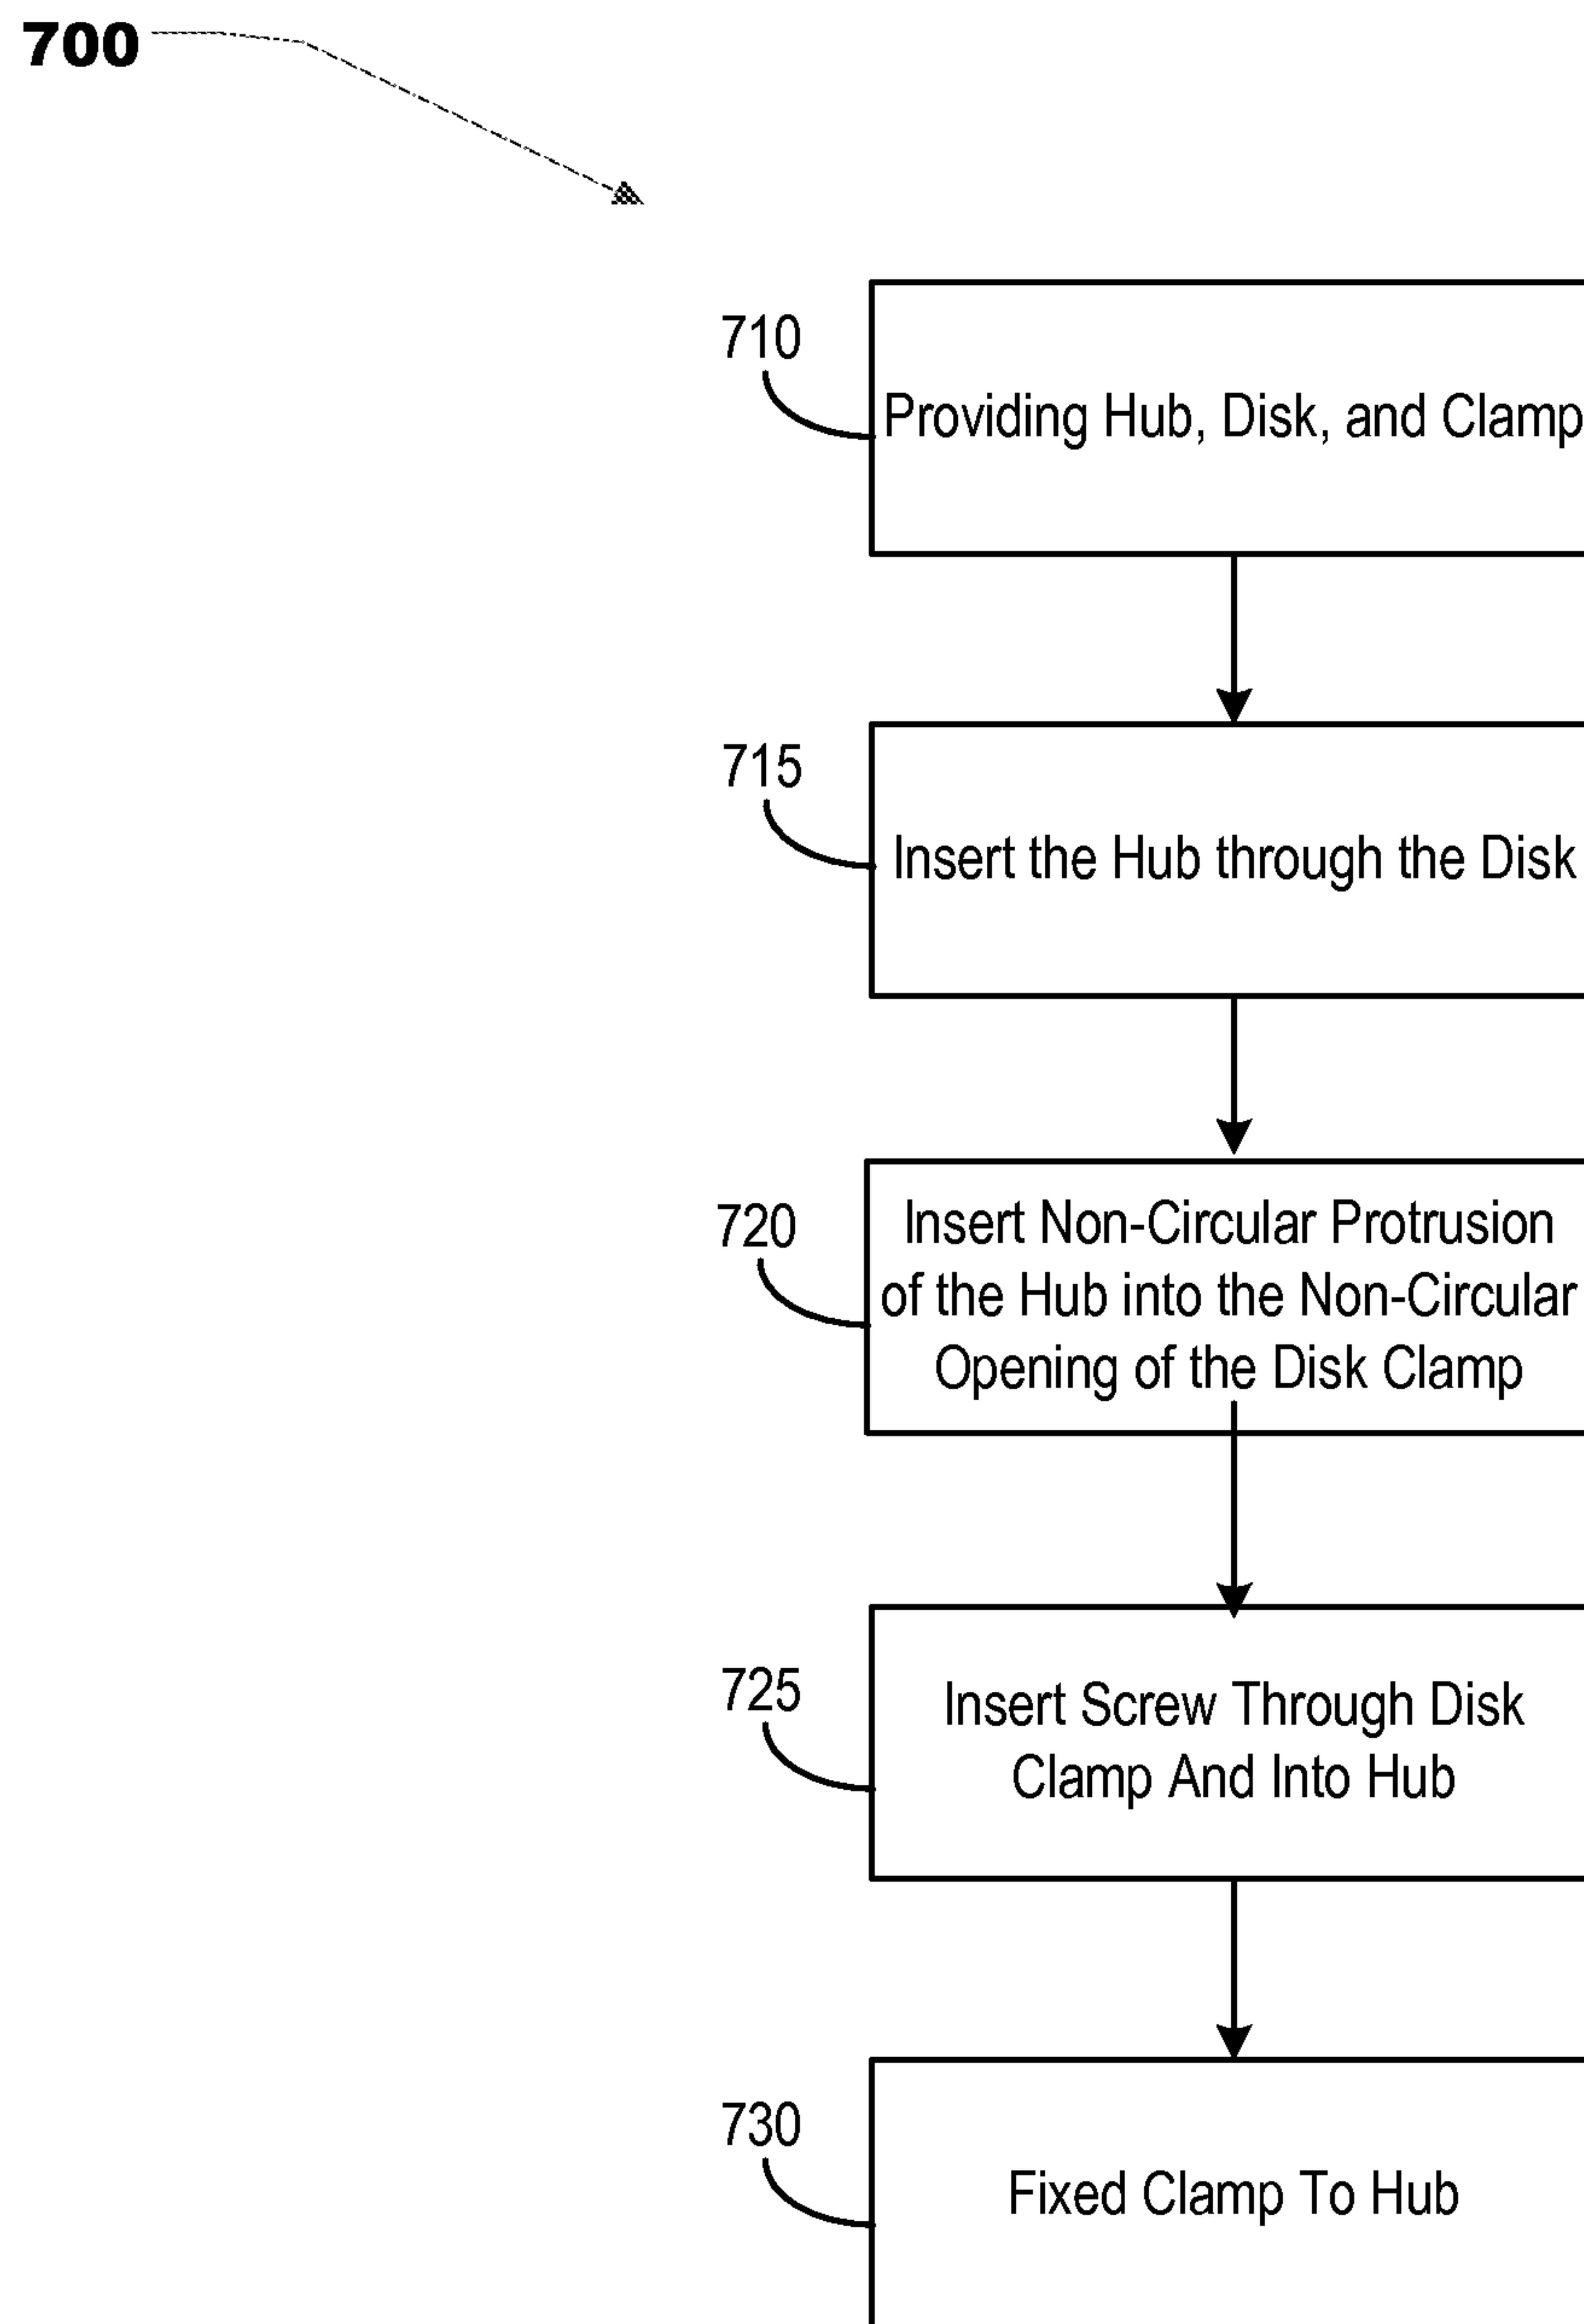 700
710
Providing Hub, Disk, and Clamp
715
Insert the Hub through the Disk
720
Insert Non-Circular Protrusion
of the Hub into the Non-Circular
Opening of the Disk Clamp
725
Insert Screw Through Disk
Clamp And Into Hub
730
Fixed Clamp To Hub